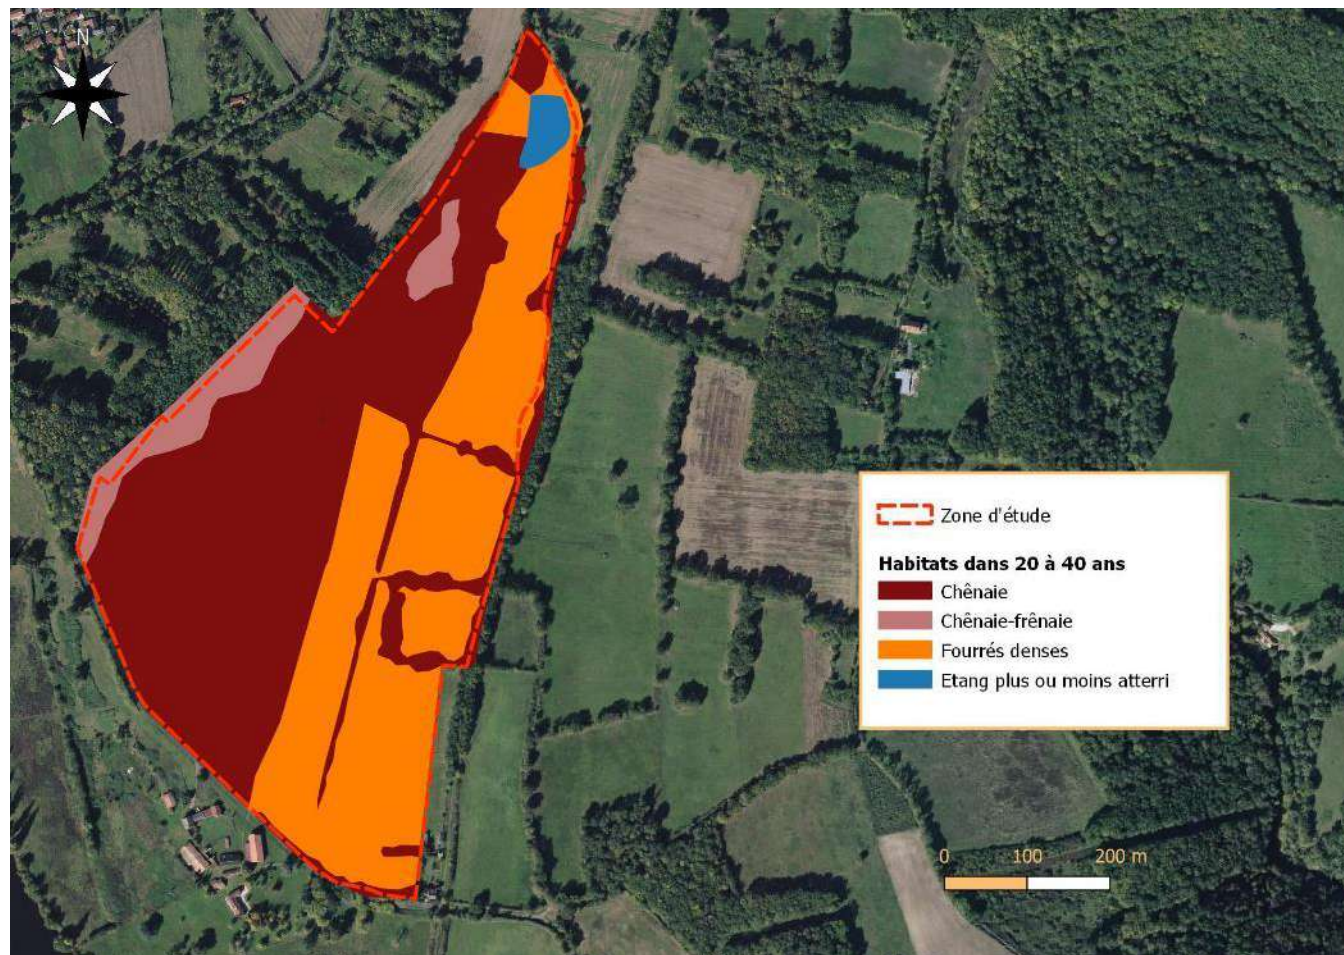 N
Zone d'étude
Habitats dans 20 à 40 ans
Chênaie
Chênaie-frênaie
Fourrés denses
Etang plus ou moins atterri
0 100 200 m